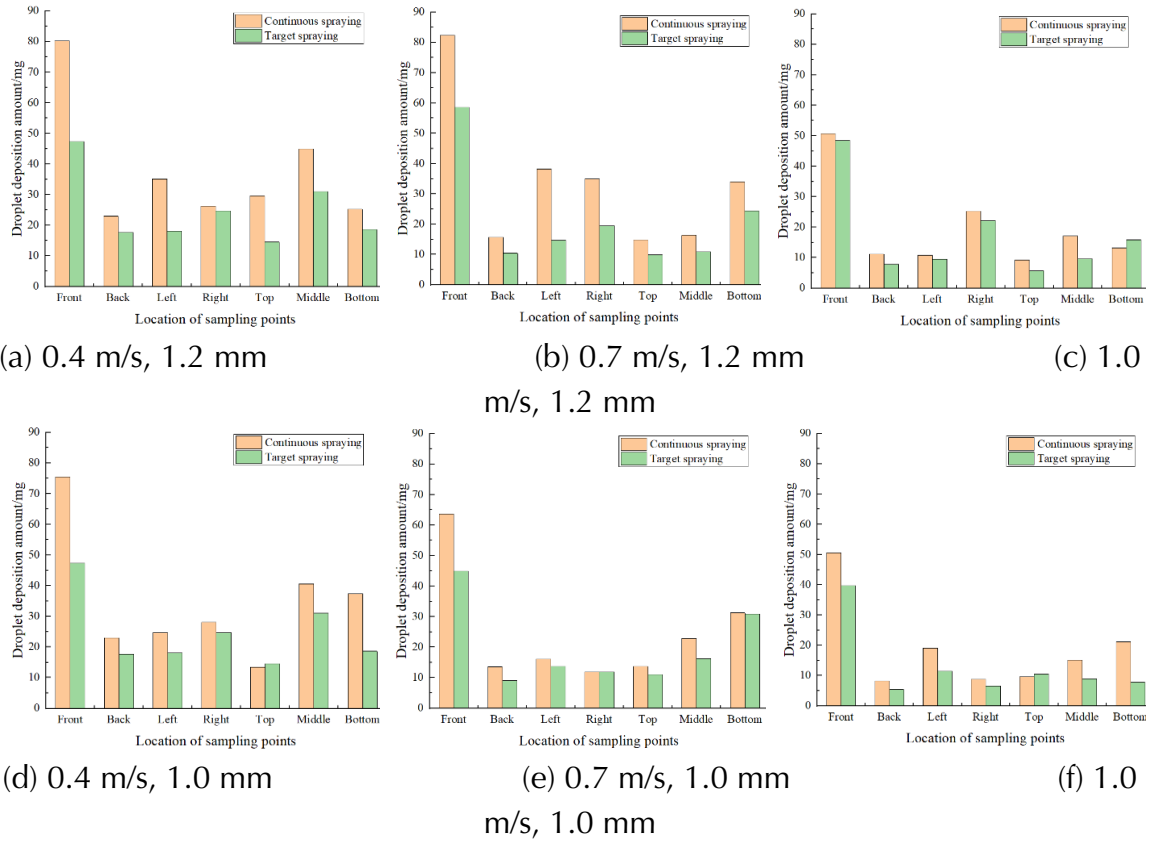 Continuous spraying
Target spraying
Droplet deposition amount/mg
90
80
70
60
50
40
30
20
10
0
Front Back Left Right Top Middle Bottom
Location of sampling points
Continuous spraying
Target spraying
Droplet deposition amount/mg
90
80
70
60
50
40
30
20
10
0
Front Back Left Right Top Middle Bottom
Location of sampling points
Continuous spraying
Target spraying
Droplet deposition amount/mg
90
80
70
60
50
40
30
20
10
0
Front Back Left Right Top Middle Bottom
Location of sampling points
(a) 0.4 m/s, 1.2 mm (b) 0.7 m/s, 1.2 mm (c) 1.0
m/s, 1.2 mm
Continuous spraying
Target spraying
Droplet deposition amount/mg
90
80
70
60
50
40
30
20
10
0
Front Back Left Right Top Middle Bottom
Location of sampling points
Continuous spraying
Target spraying
Droplet deposition amount/mg
90
80
70
60
50
40
30
20
10
0
Front Back Left Right Top Middle Bottom
Location of sampling points
Continuous spraying
Target spraying
Droplet deposition amount/mg
90
80
70
60
50
40
30
20
10
0
Front Back Left Right Top Middle Bottom
Location of sampling points
(d) 0.4 m/s, 1.0 mm (e) 0.7 m/s, 1.0 mm (f) 1.0
m/s, 1.0 mm